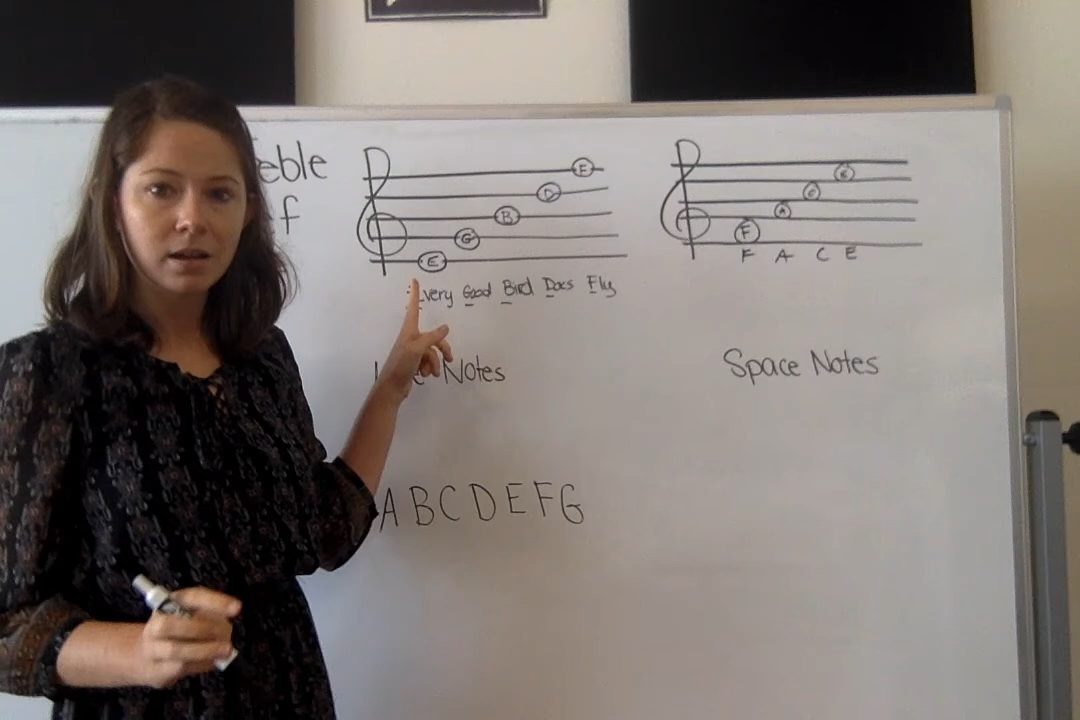 eble
f
E G B D F
Every Good Bird Does Fly
Notes
A B C D E F G
F A C E
F A C E
Space Notes